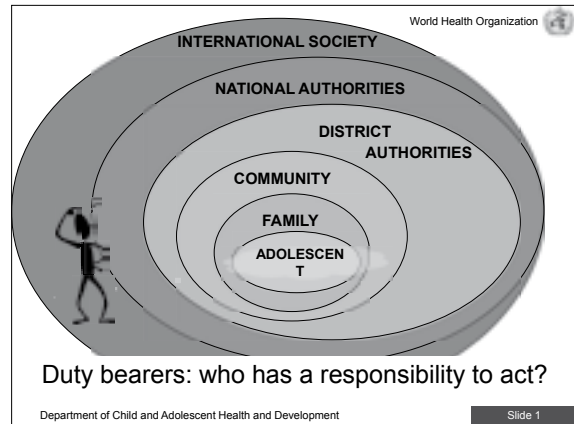 World Health Organization
INTERNATIONAL SOCIETY
NATIONAL AUTHORITIES
DISTRICT
AUTHORITIES
COMMUNITY
FAMILY
ADOLESCEN
T
Duty bearers: who has a responsibility to act?
Department of Child and Adolescent Health and Development
Slide 1